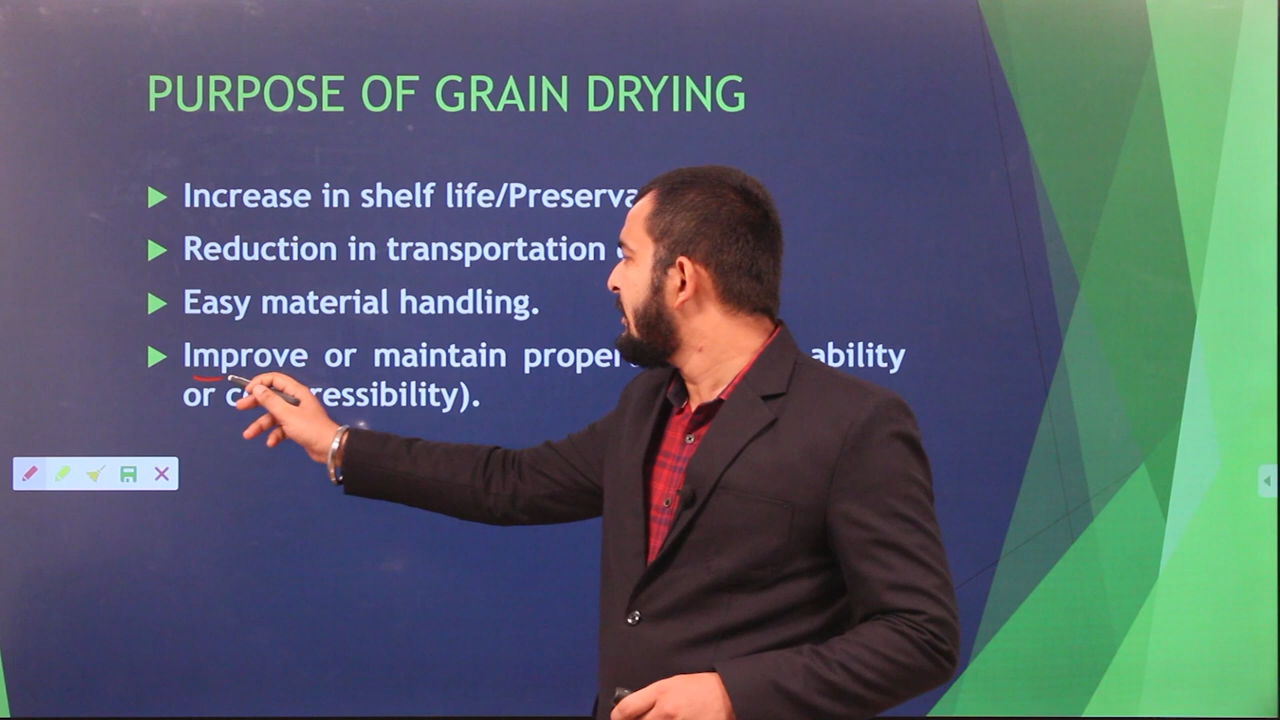 PURPOSE OF GRAIN DRYING
Increase in shelf life/Preserva
Reduction in transportation
Easy material handling.
Improve or maintain proper ability
or c ressibility).